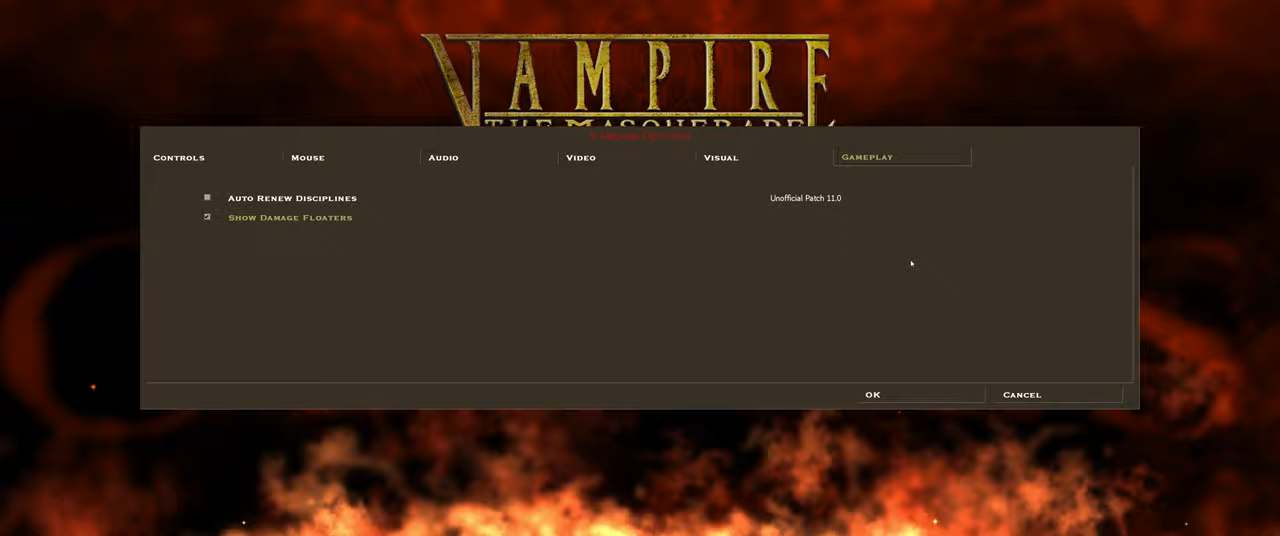 VAMPIRE
THE MASQUERADE
CONTROLS
MOUSE
AUDIO
VIDEO
VISUAL
GAMEPLAY
AUTO RENEW DISCIPLINES
Unofficial Patch 11.0
SHOW DAMAGE FLOATERS
OK
CANCEL